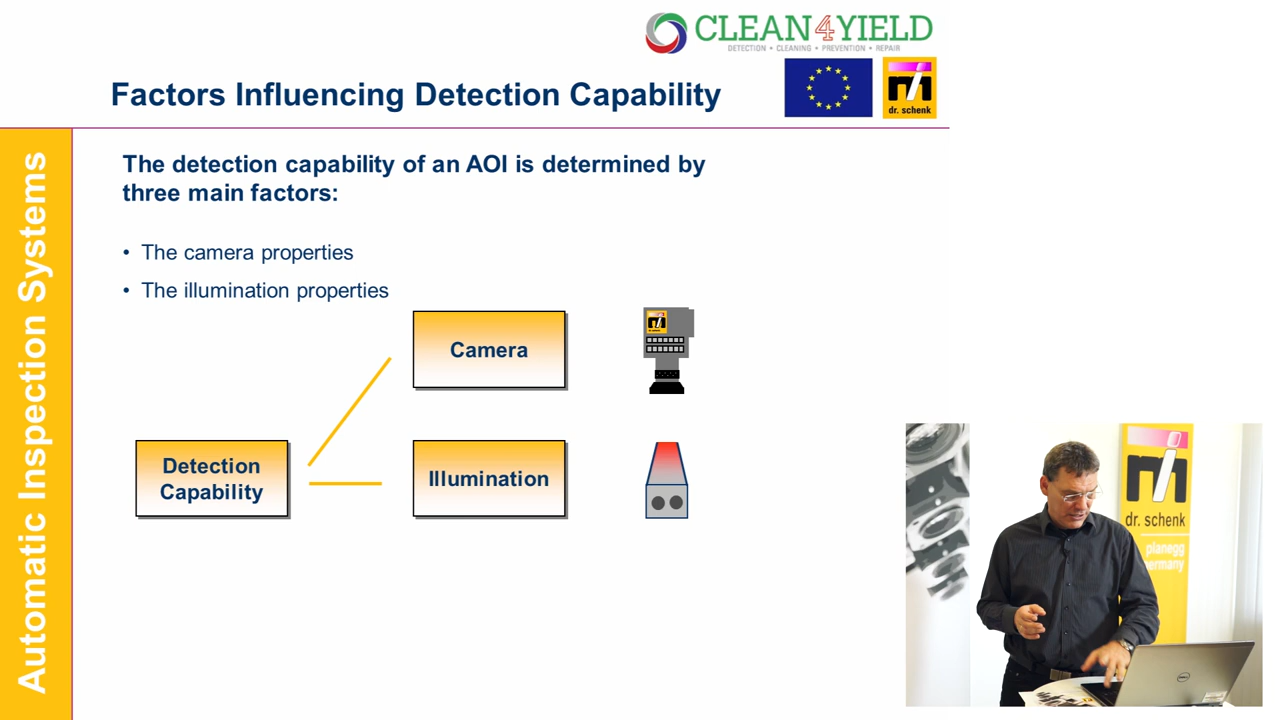 CLEAN4YIELD
DETECTION • CLEANING • PREVENTION • REPAIR
Factors Influencing Detection Capability
dr. schenk
Automatic Inspection Systems
The detection capability of an AOI is determined by
three main factors:
• The camera properties
• The illumination properties
Camera
Detection
Capability
Illumination
dr. schenk
planegg
ermany
DELL